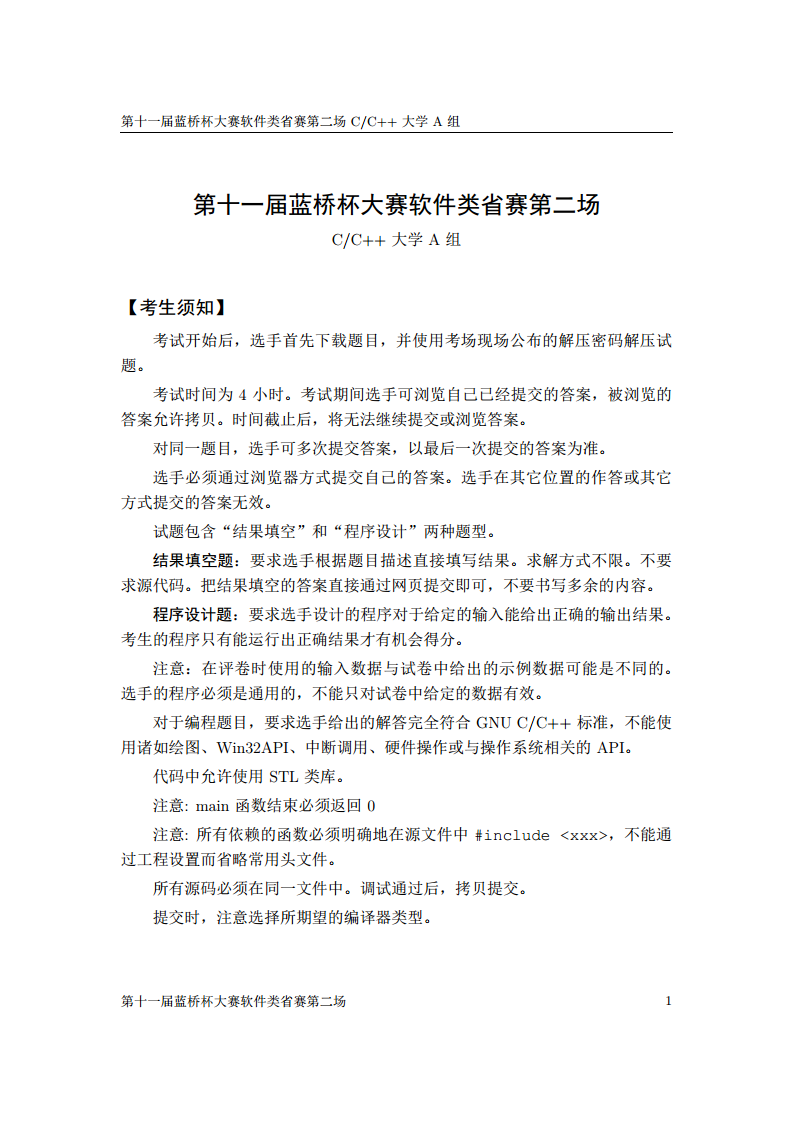 第十一届蓝桥杯大赛软件类省赛第二场 C/C++ 大学 A 组
第十一届蓝桥杯大赛软件类省赛第二场
C/C++ 大学 A 组
【考生须知】
考试开始后，选手首先下载题目，并使用考场现场公布的解压密码解压试
题。
考试时间为 4 小时。考试期间选手可浏览自己已经提交的答案，被浏览的
答案允许拷贝。时间截止后，将无法继续提交或浏览答案。
对同一题目，选手可多次提交答案，以最后一次提交的答案为准。
选手必须通过浏览器方式提交自己的答案。选手在其它位置的作答或其它
方式提交的答案无效。
试题包含“结果填空”和“程序设计”两种题型。
结果填空题：要求选手根据题目描述直接填写结果。求解方式不限。不要
求源代码。把结果填空的答案直接通过网页提交即可，不要书写多余的内容。
程序设计题：要求选手设计的程序对于给定的输入能给出正确的输出结果。
考生的程序只有能运行出正确结果才有机会得分。
注意：在评卷时使用的输入数据与试卷中给出的示例数据可能是不同的。
选手的程序必须是通用的，不能只对试卷中给定的数据有效。
对于编程题目，要求选手给出的解答完全符合 GNU C/C++ 标准，不能使
用诸如绘图、Win32API、中断调用、硬件操作或与操作系统相关的 API。
代码中允许使用 STL 类库。
注意: main 函数结束必须返回 0
注意: 所有依赖的函数必须明确地在源文件中 #include <xxx>，不能通
过工程设置而省略常用头文件。
所有源码必须在同一文件中。调试通过后，拷贝提交。
提交时，注意选择所期望的编译器类型。
第十一届蓝桥杯大赛软件类省赛第二场 1